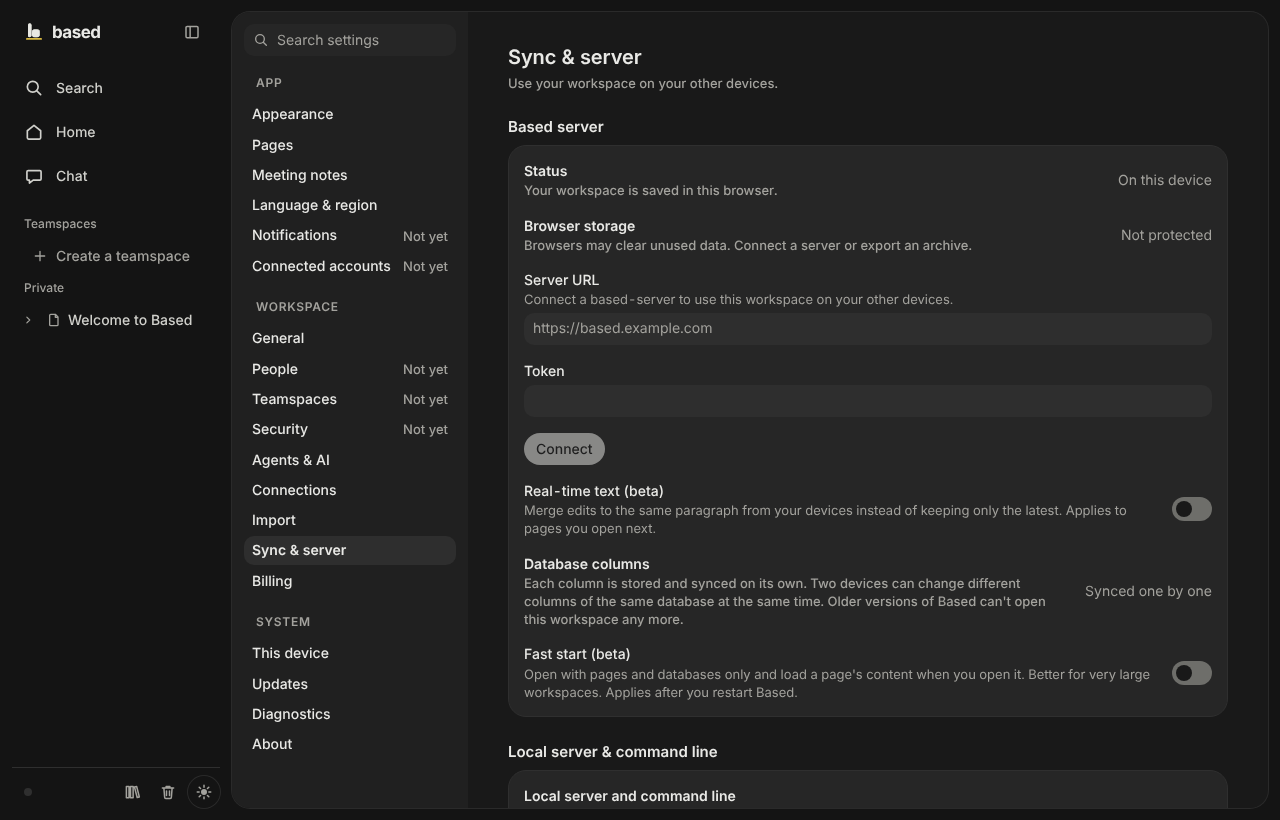 based
Search
Home
Chat
Teamspaces
Create a teamspace
Private
Welcome to Based
Search settings
APP
Appearance
Pages
Meeting notes
Language & region
Notifications Not yet
Connected accounts Not yet
WORKSPACE
General
People Not yet
Teamspaces Not yet
Security Not yet
Agents & AI
Connections
Import
Sync & server
Billing
SYSTEM
This device
Updates
Diagnostics
About
Sync & server
Use your workspace on your other devices.
Based server
Status
Your workspace is saved in this browser.
On this device
Browser storage
Browsers may clear unused data. Connect a server or export an archive.
Not protected
Server URL
Connect a based-server to use this workspace on your other devices.
https://based.example.com
Token
Connect
Real-time text (beta)
Merge edits to the same paragraph from your devices instead of keeping only the latest. Applies to
pages you open next.
Database columns
Each column is stored and synced on its own. Two devices can change different
columns of the same database at the same time. Older versions of Based can't open
this workspace any more.
Synced one by one
Fast start (beta)
Open with pages and databases only and load a page's content when you open it. Better for very large
workspaces. Applies after you restart Based.
Local server & command line
Local server and command line